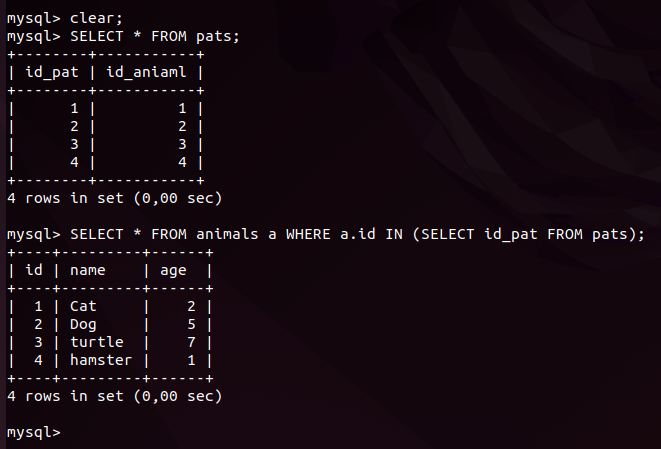 mysql> clear;
mysql> SELECT * FROM pats;
+--------+-----------+
| id_pat | id_aniaml |
+--------+-----------+
|      1 |         1 |
|      2 |         2 |
|      3 |         3 |
|      4 |         4 |
+--------+-----------+
4 rows in set (0,00 sec)

mysql> SELECT * FROM animals a WHERE a.id IN (SELECT id_pat FROM pats);
+----+---------+------+
| id | name    | age  |
+----+---------+------+
|  1 | Cat     |    2 |
|  2 | Dog     |    5 |
|  3 | turtle  |    7 |
|  4 | hamster |    1 |
+----+---------+------+
4 rows in set (0,00 sec)

mysql>